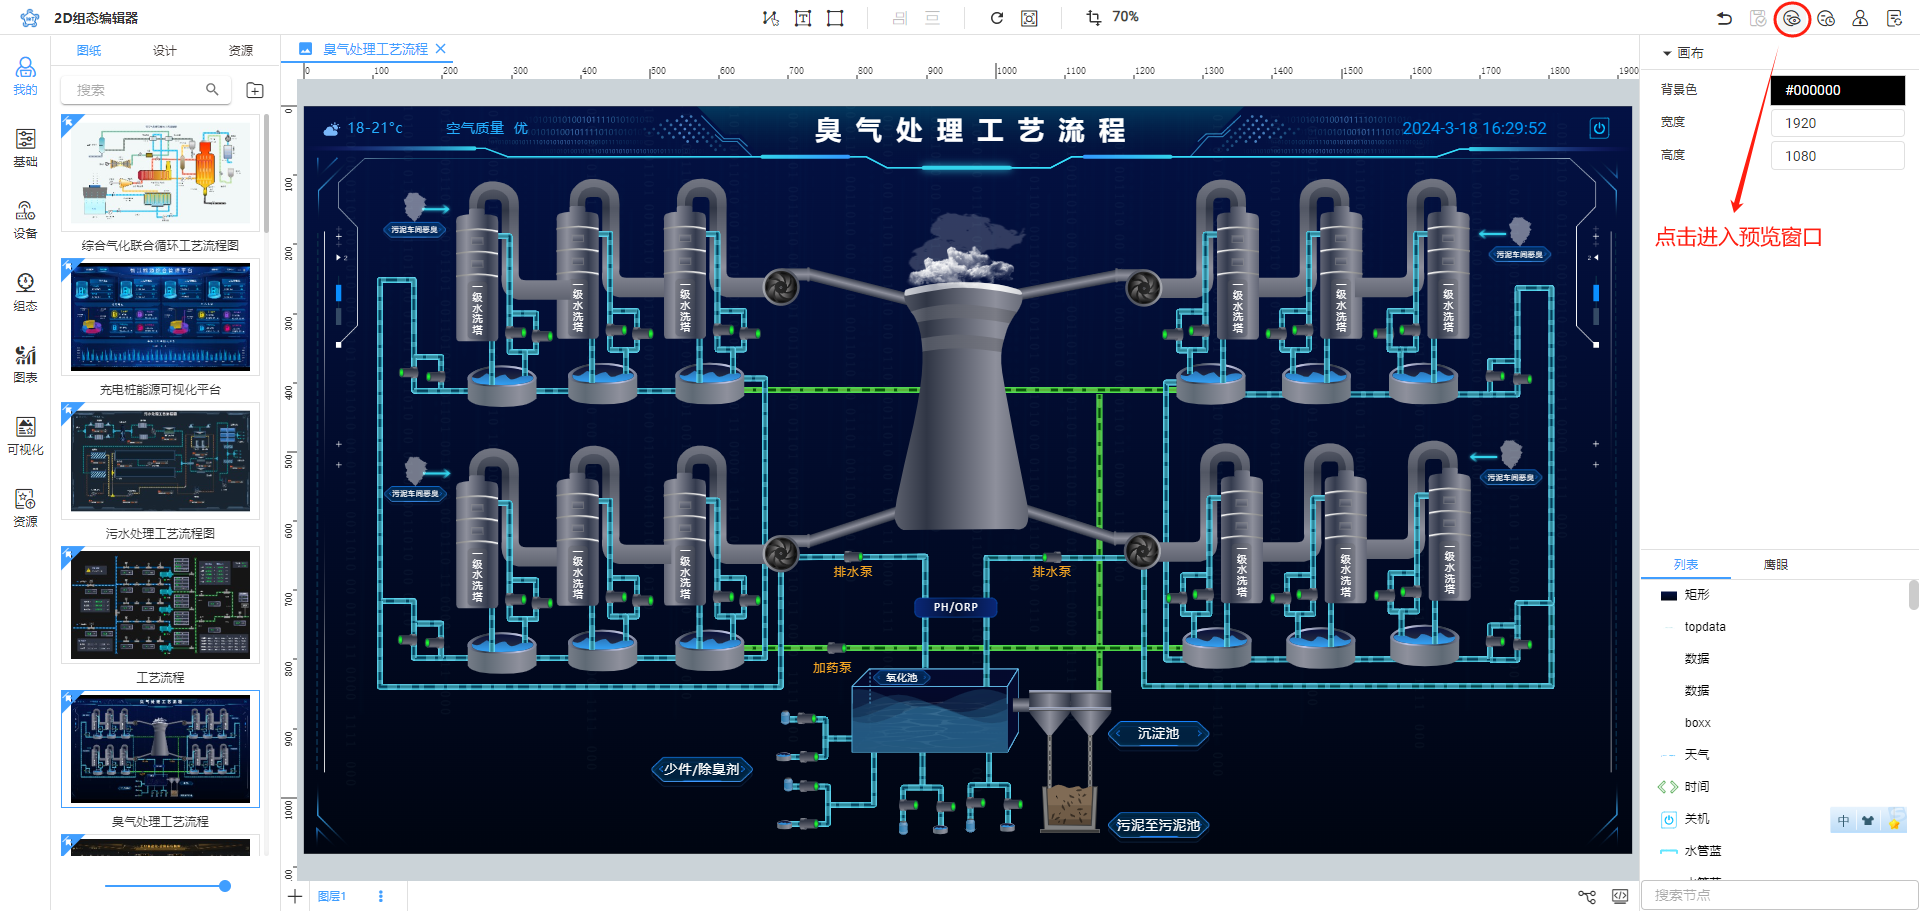 2D组态编辑器
70%
图纸
设计
资源
臭气处理工艺流程
画布
我的
搜索
0
100
200
300
400
500
600
700
800
900
1000
1100
1200
1300
1400
1500
1600
1700
1800
1900
背景色
#000000
宽度
1920
高度
1080
点击进入预览窗口
基础
设备
组态
图表
可视化
资源
综合气化联合循环工艺流程图
充电桩能源可视化平台
污水处理工艺流程图
工艺流程
臭气处理工艺流程
0
100
200
300
400
500
600
700
800
900
1000
18-21°c
空气质量 优
臭气处理工艺流程
2024-3-18 16:29:52
污泥车间恶臭
污泥车间恶臭
2
2
一级水洗塔
一级水洗塔
一级水洗塔
一级水洗塔
一级水洗塔
一级水洗塔
污泥车间恶臭
污泥车间恶臭
一级水洗塔
一级水洗塔
一级水洗塔
一级水洗塔
一级水洗塔
一级水洗塔
排水泵
排水泵
PH/ORP
加药泵
氧化池
沉淀池
少件/除臭剂
污泥至污泥池
列表
鹰眼
矩形
topdata
数据
数据
boxx
天气
时间
关机
中
水管蓝
图层1
搜索节点